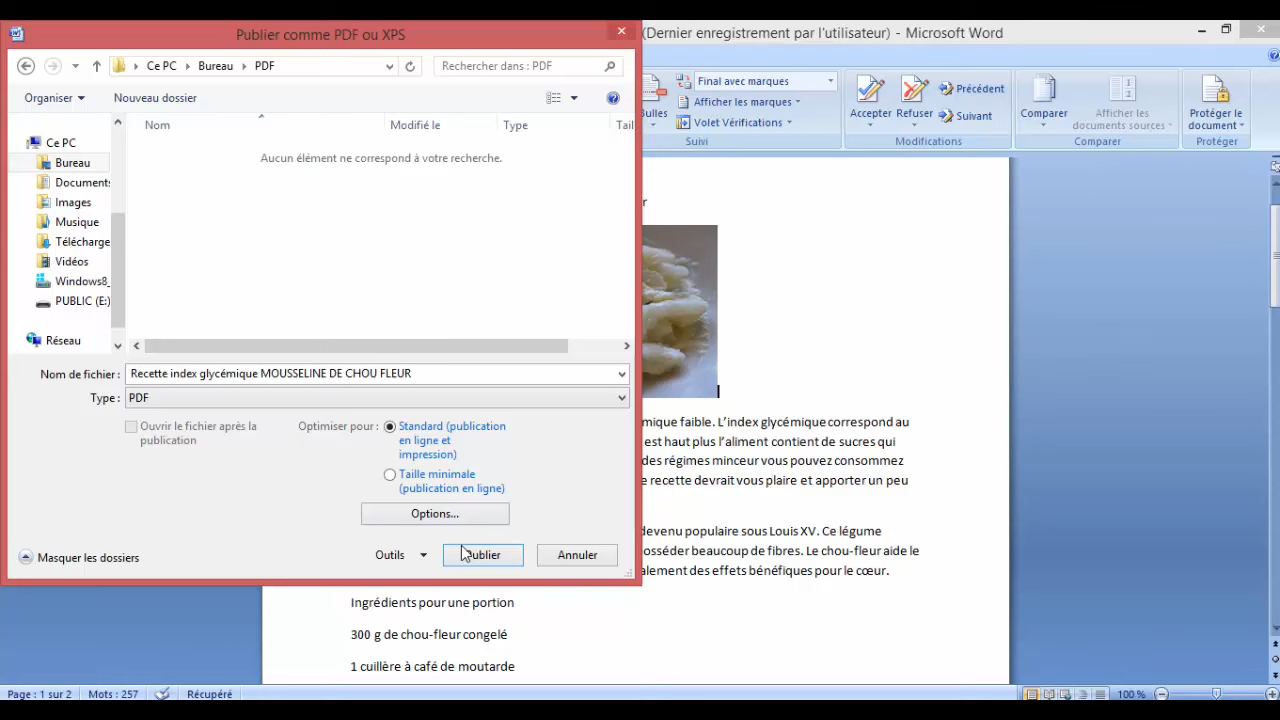 Publier comme PDF ou XPS
(Dernier enregistrement par l'utilisateur) - Microsoft Word
Ce PC
Bureau
PDF
Rechercher dans : PDF
Organiser
Nouveau dossier
Nom
Modifié le
Type
Tail
Aucun élément ne correspond à votre recherche.
Ce PC
Bureau
Document
Images
Musique
Télécharge
Vidéos
Windows8_
PUBLIC (E:)
Réseau
Nom de fichier :
Recette index glycémique MOUSSELINE DE CHOU FLEUR
Type :
PDF
Ouvrir le fichier après la
publication
Optimiser pour :
Standard (publication
en ligne et
impression)
Taille minimale
(publication en ligne)
Options...
Masquer les dossiers
Outils
Publier
Annuler
Bulles
Final avec marques
Afficher les marques
Volet Vérifications
Suivi
Accepter
Refuser
Précédent
Suivant
Modifications
Comparer
Afficher les
documents sources
Comparer
Protéger le
document
Protéger
r
mique faible. L'index glycémique correspond au
est haut plus l'aliment contient de sucres qui
des régimes minceur vous pouvez consommez
e recette devrait vous plaire et apporter un peu
devenu populaire sous Louis XV. Ce légume
posséder beaucoup de fibres. Le chou-fleur aide le
alement des effets bénéfiques pour le cœur.
Ingrédients pour une portion
300 g de chou-fleur congelé
1 cuillère à café de moutarde
Page : 1 sur 2
Mots : 257
Récupéré
100 %